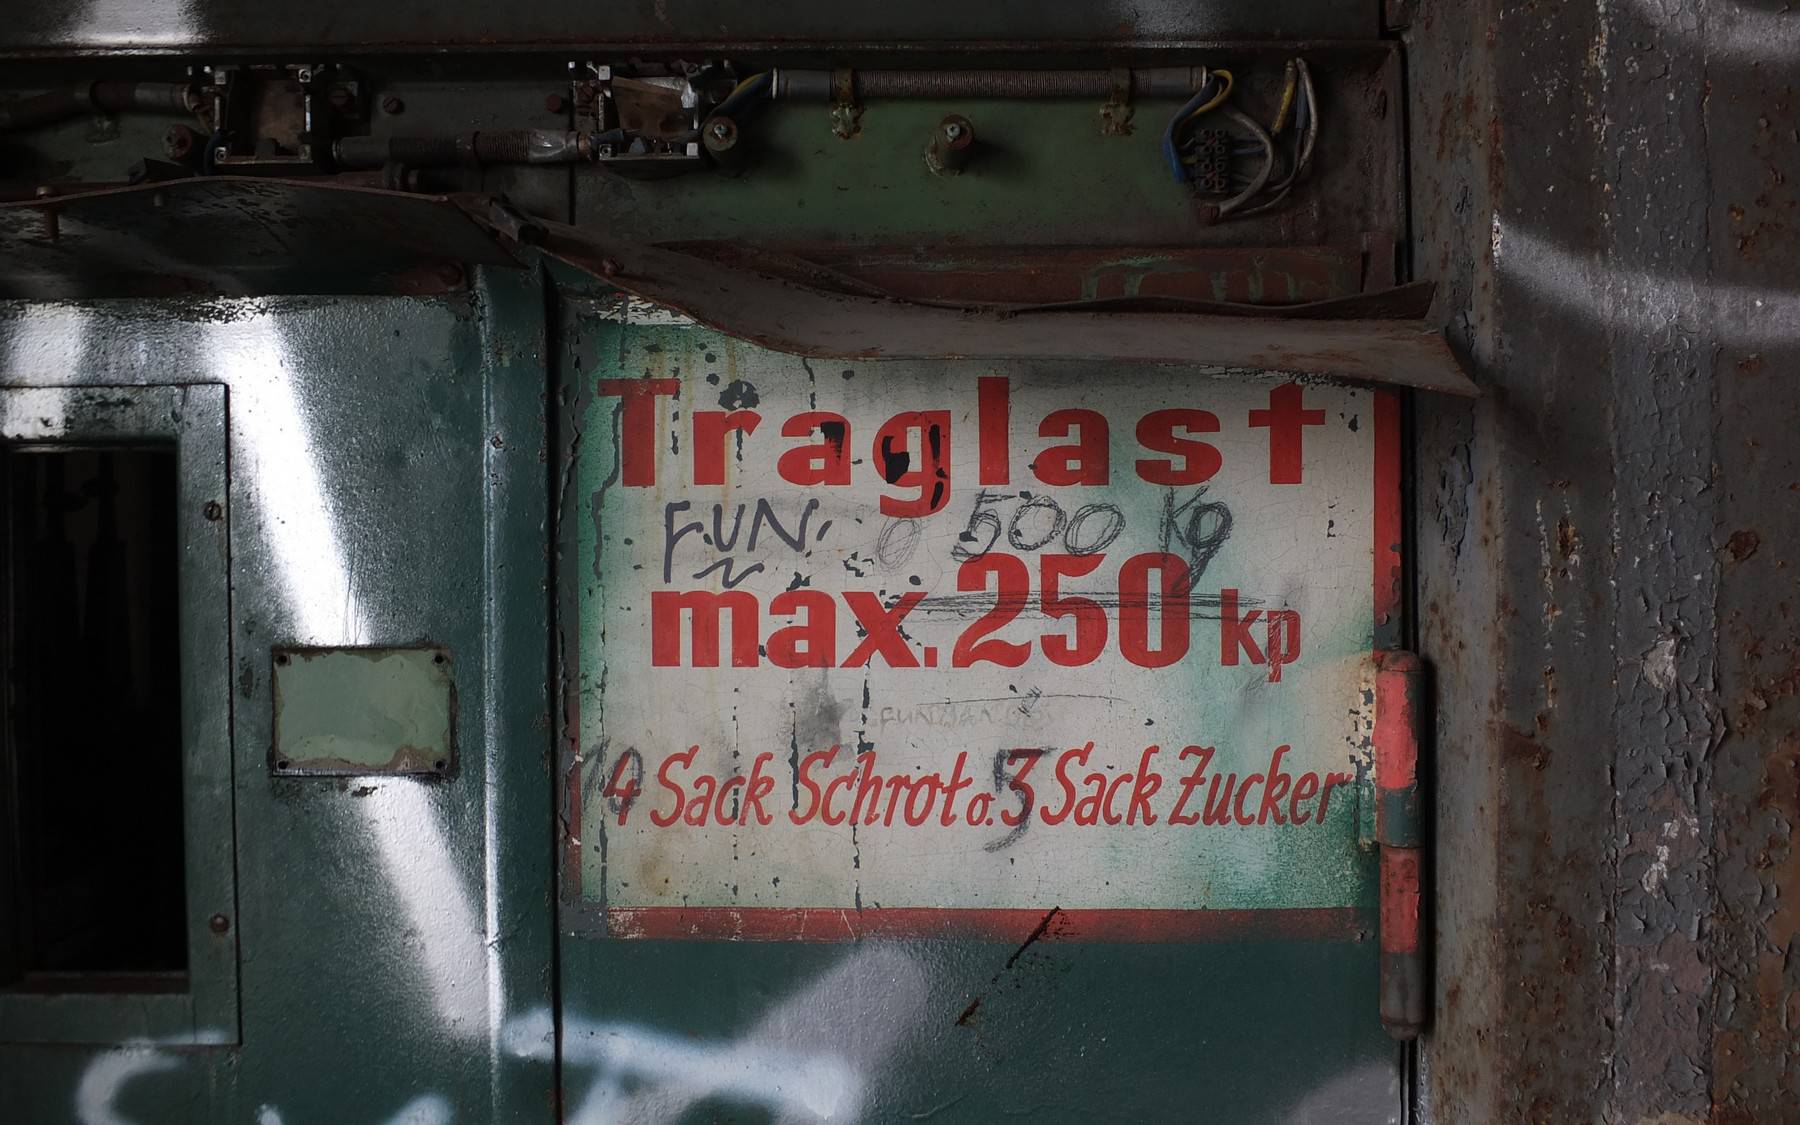 Traglast
FUN
500 Kg
max. 250 kp
4 Sack Schrot o. 3 Sack Zucker